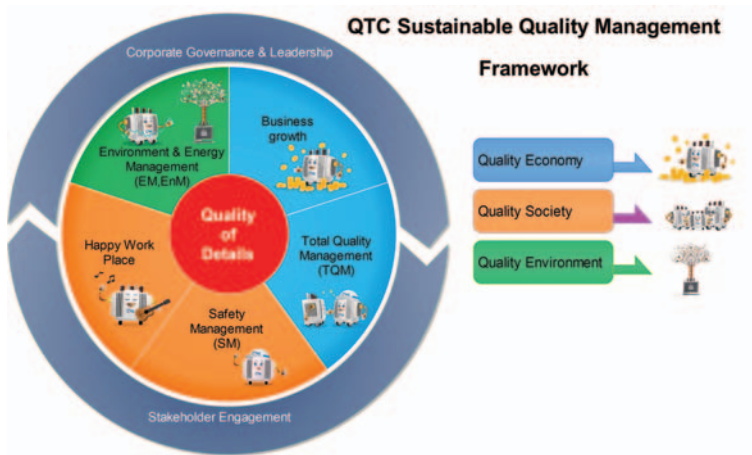 QTC Sustainable Quality Management
Framework
Corporate Governance & Leadership
Environment & Energy
Management
(EM,EnM)
Business
growth
Quality
of
Details
Happy Work
Place
Total Quality
Management
(TQM)
Safety
Management
(SM)
Stakeholder Engagement
Quality Economy
Quality Society
Quality Environment